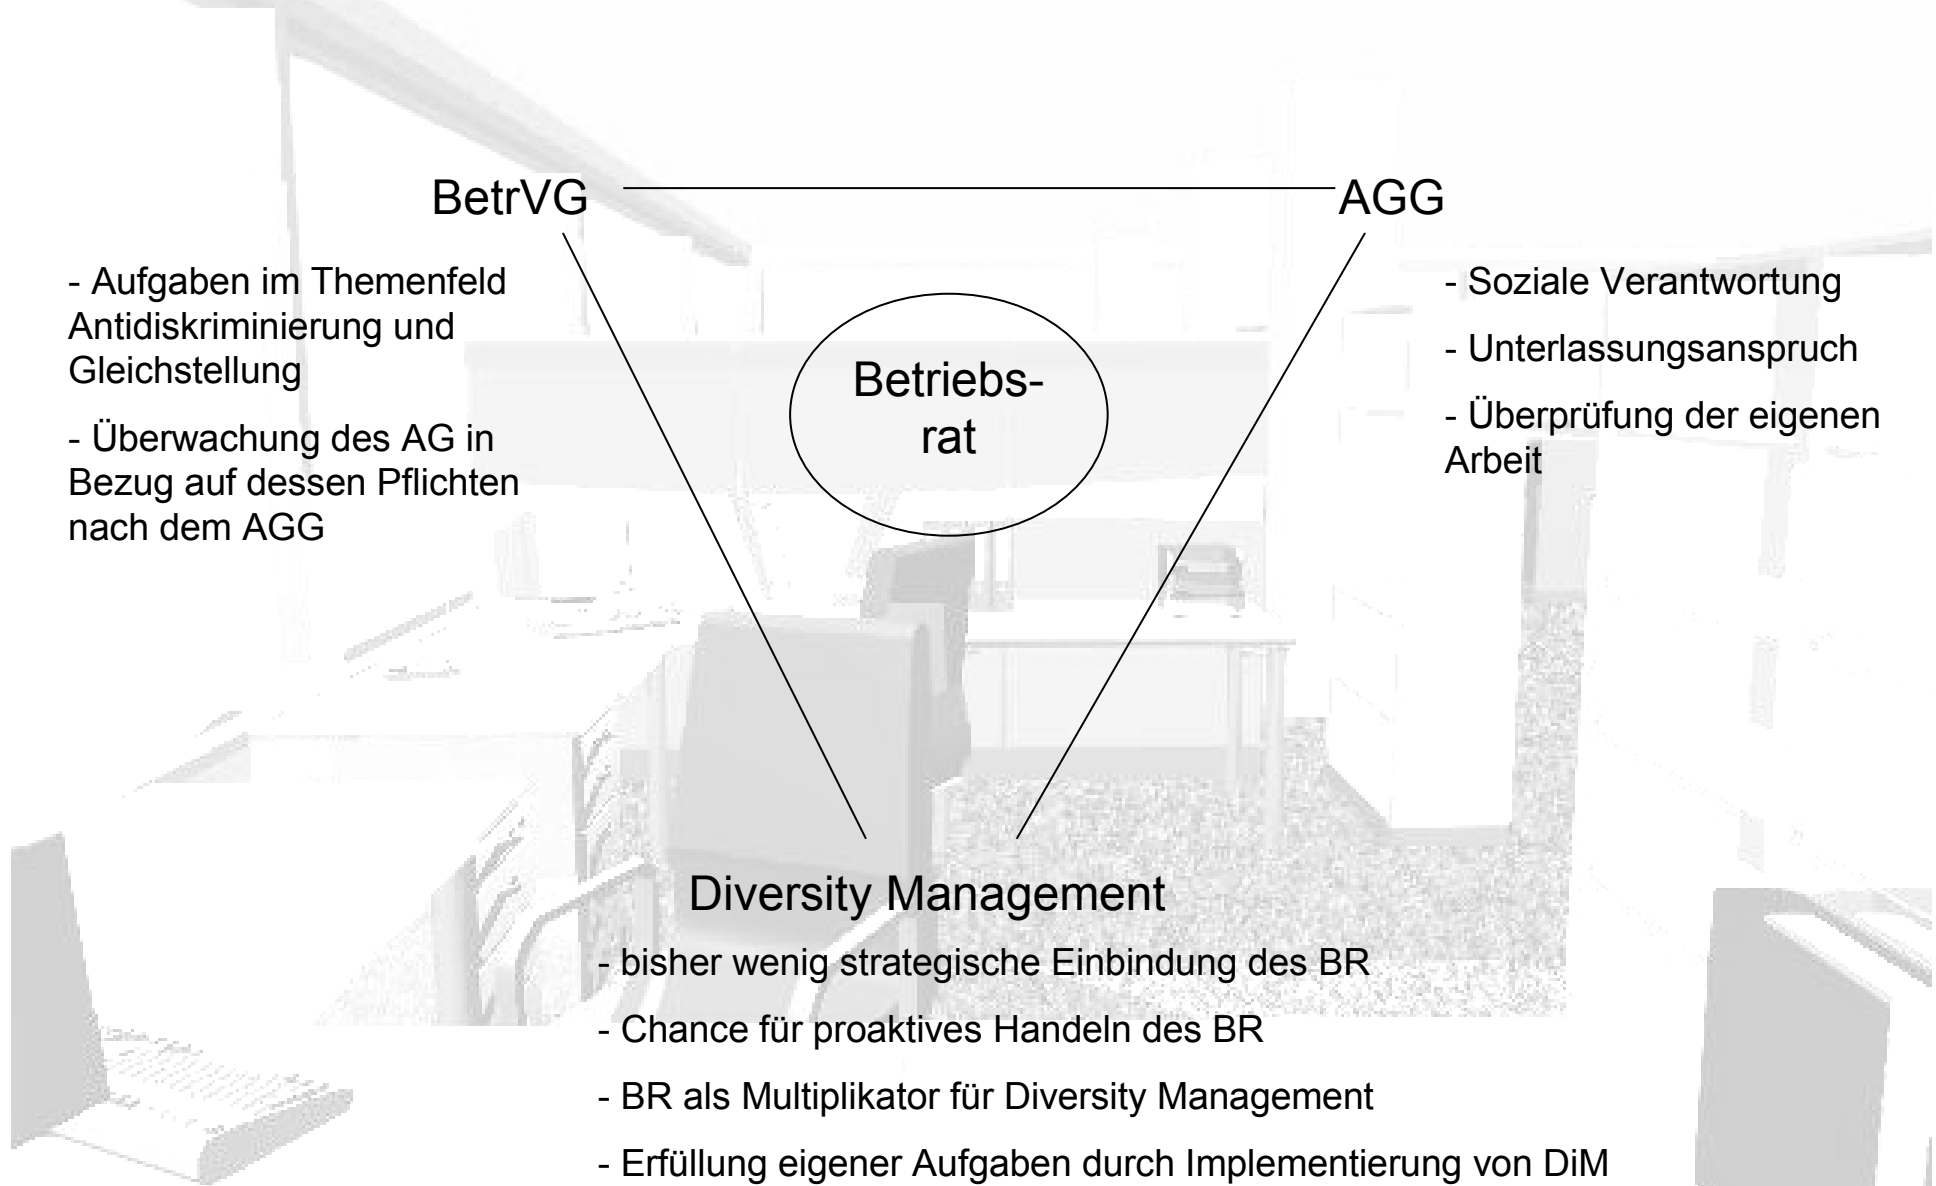 BetrVG
AGG
- Aufgaben im Themenfeld
Antidiskriminierung und
Gleichstellung
- Überwachung des AG in
Bezug auf dessen Pflichten
nach dem AGG
Betriebs-
rat
- Soziale Verantwortung
- Unterlassungsanspruch
- Überprüfung der eigenen
Arbeit
Diversity Management
- bisher wenig strategische Einbindung des BR
- Chance für proaktives Handeln des BR
- BR als Multiplikator für Diversity Management
- Erfüllung eigener Aufgaben durch Implementierung von DiM